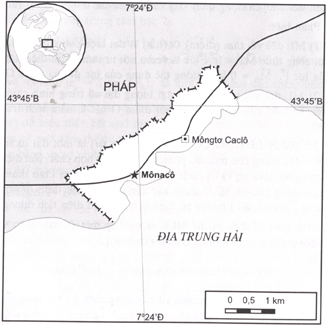 7°24'Đ
43°45'B
PHÁP
43°45'B
Môngtơ Caclô
Mônacô
ĐỊA TRUNG HẢI
0 0,5 1 km
7°24'Đ